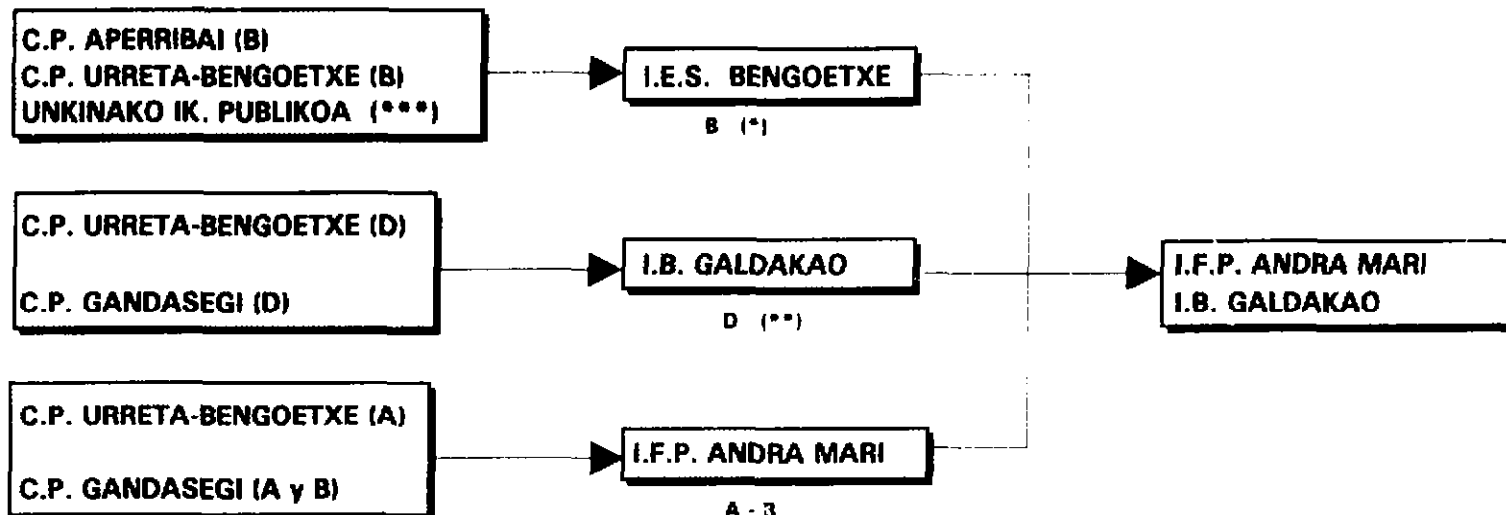 C.P. APERRIBAI (B)
C.P. URRETA-BENGOETXE (B)
UNKINAKO IK. PUBLIKOA (***)
I.E.S. BENGOETXE
B (*)
C.P. URRETA-BENGOETXE (D)
C.P. GANDASEGI (D)
I.B. GALDAKAO
D (**)
I.F.P. ANDRA MARI
I.B. GALDAKAO
C.P. URRETA-BENGOETXE (A)
C.P. GANDASEGI (A y B)
I.F.P. ANDRA MARI
A - 3